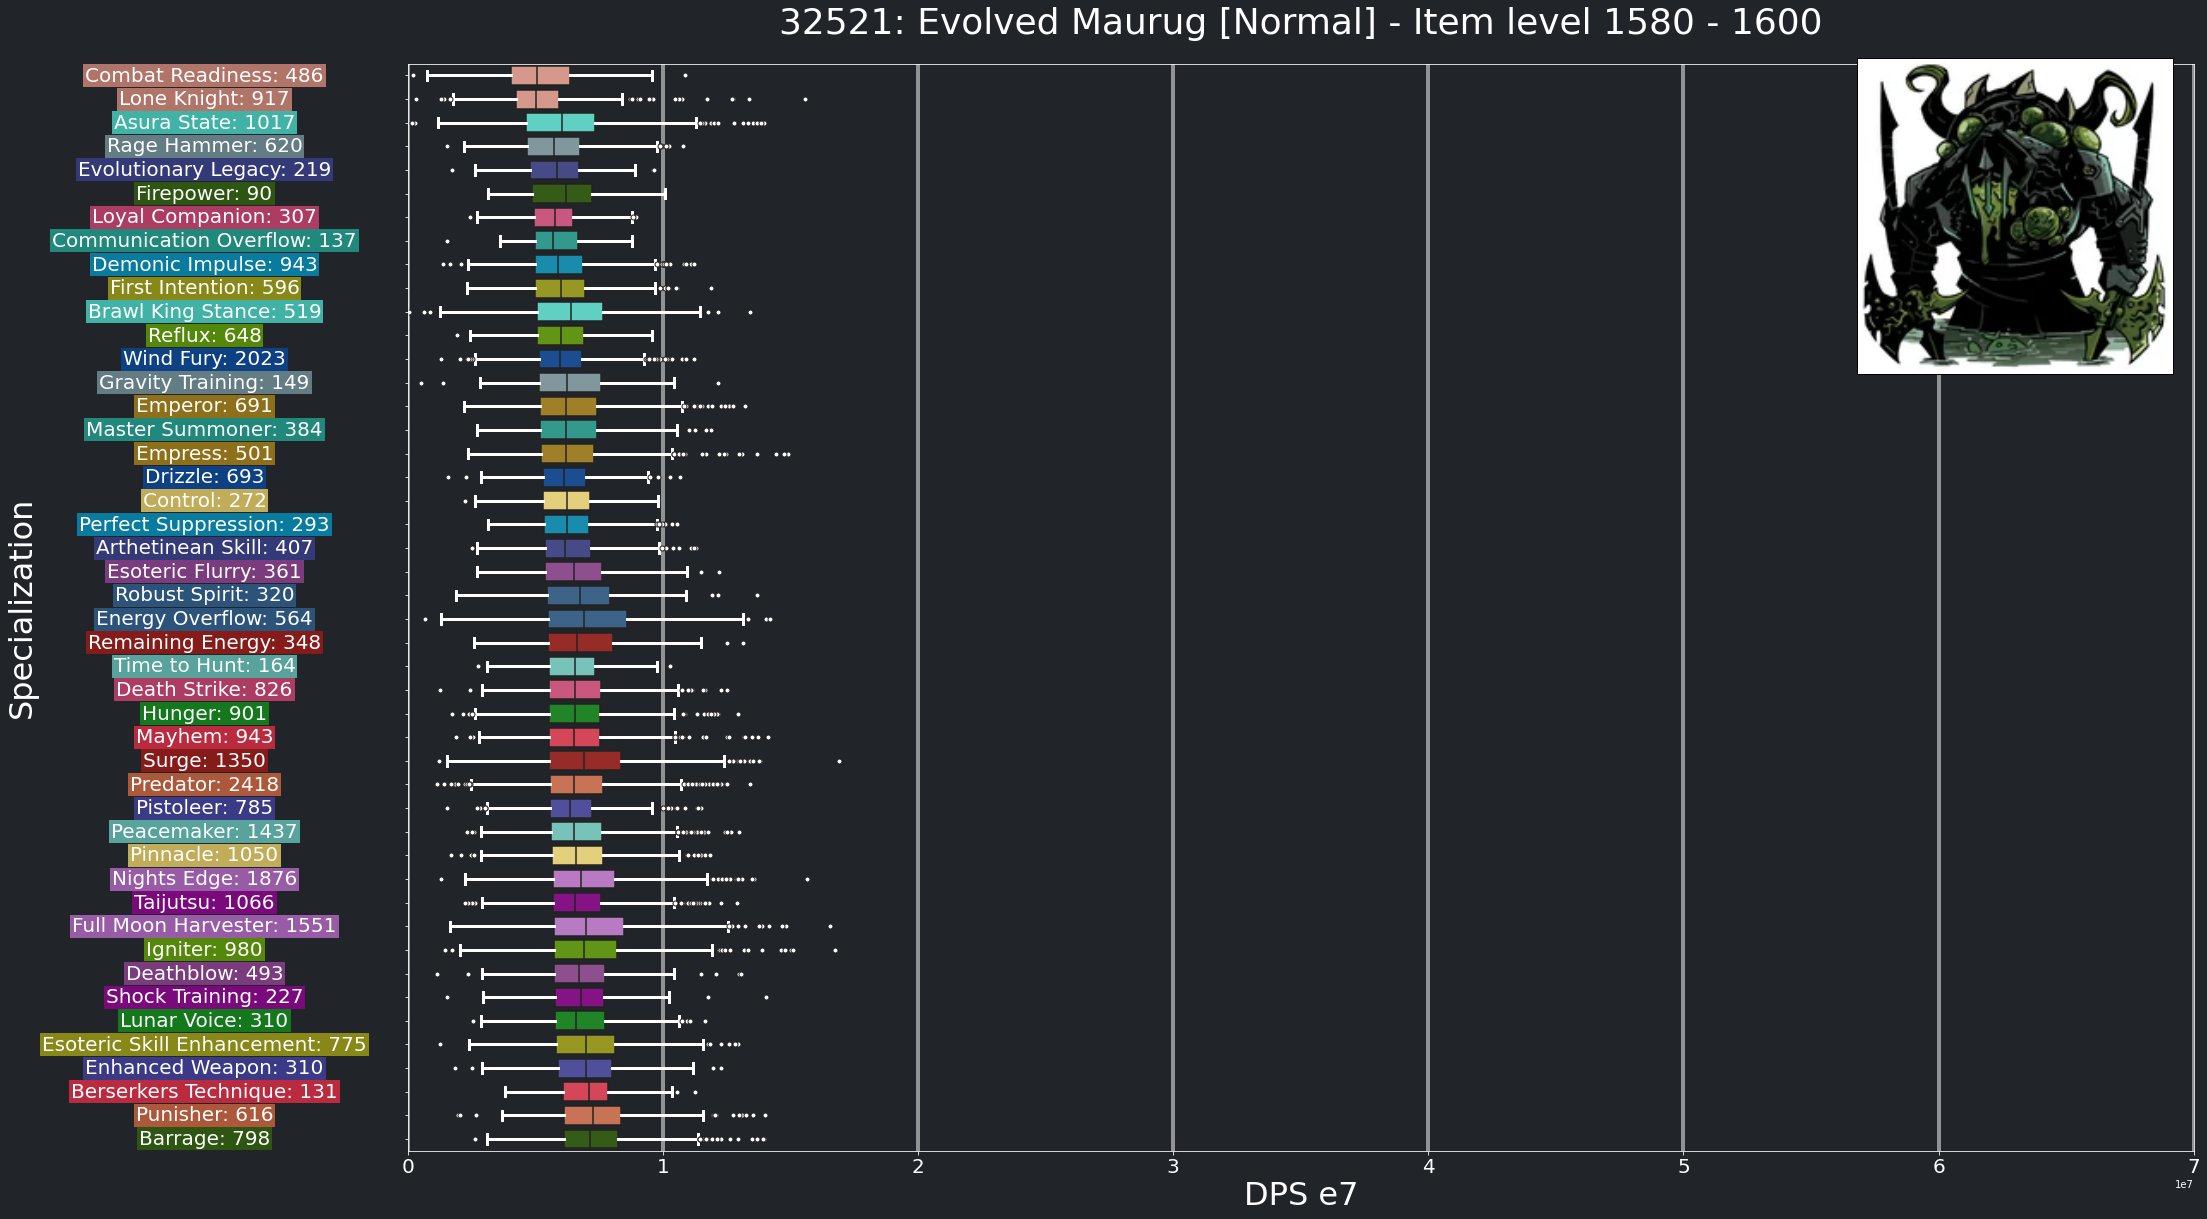 32521: Evolved Maurug [Normal] - Item level 1580 - 1600
Combat Readiness: 486
Lone Knight: 917
Asura State: 1017
Rage Hammer: 620
Evolutionary Legacy: 219
Firepower: 90
Loyal Companion: 307
Communication Overflow: 137
Demonic Impulse: 943
First Intention: 596
Brawl King Stance: 519
Reflux: 648
Wind Fury: 2023
Gravity Training: 149
Emperor: 691
Master Summoner: 384
Empress: 501
Drizzle: 693
Control: 272
Perfect Suppression: 293
Arthetinean Skill: 407
Esoteric Flurry: 361
Robust Spirit: 320
Energy Overflow: 564
Remaining Energy: 348
Time to Hunt: 164
Death Strike: 826
Hunger: 901
Mayhem: 943
Surge: 1350
Predator: 2418
Pistoleer: 785
Peacemaker: 1437
Pinnacle: 1050
Nights Edge: 1876
Taijutsu: 1066
Full Moon Harvester: 1551
Igniter: 980
Deathblow: 493
Shock Training: 227
Lunar Voice: 310
Esoteric Skill Enhancement: 775
Enhanced Weapon: 310
Berserkers Technique: 131
Punisher: 616
Barrage: 798
Specialization
0 1 2 3 4 5 6 7
1e7
DPS e7